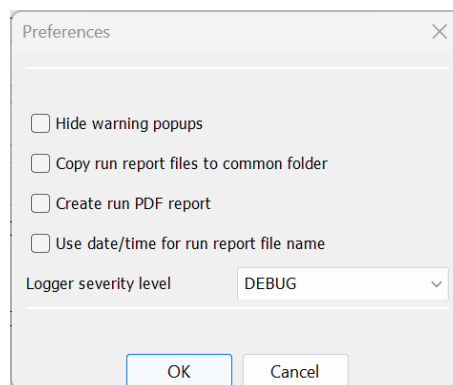 Preferences
Hide warning popups
Copy run report files to common folder
Create run PDF report
Use date/time for run report file name
Logger severity level DEBUG
OK Cancel